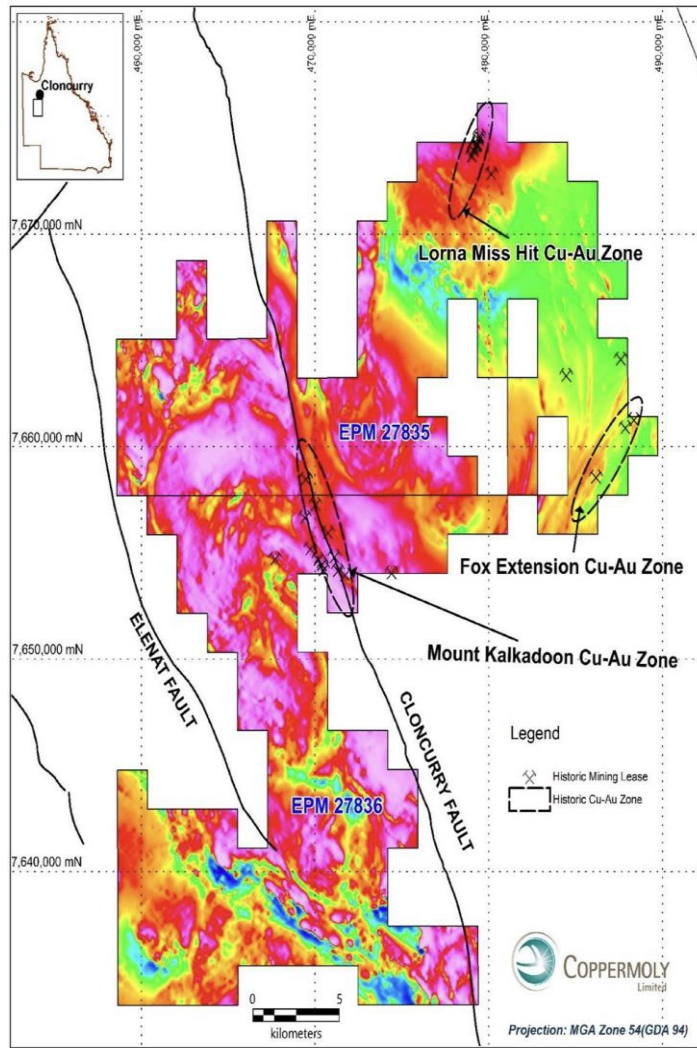 460,000 mE
470,000 mE
480,000 mE
490,000 mE
Cloncurry
7,670,000 mN
Lorna Miss Hit Cu-Au Zone
EPM 27835
7,660,000 mN
Fox Extension Cu-Au Zone
Mount Kalkadoon Cu-Au Zone
7,650,000 mN
ELENAT FAULT
CLONCURRY FAULT
Legend
Historic Mining Lease
Historic Cu-Au Zone
EPM 27836
7,640,000 mN
COPPERMOLY
Limited
0 5
kilometers
Projection: MGA Zone 54(GDA 94)